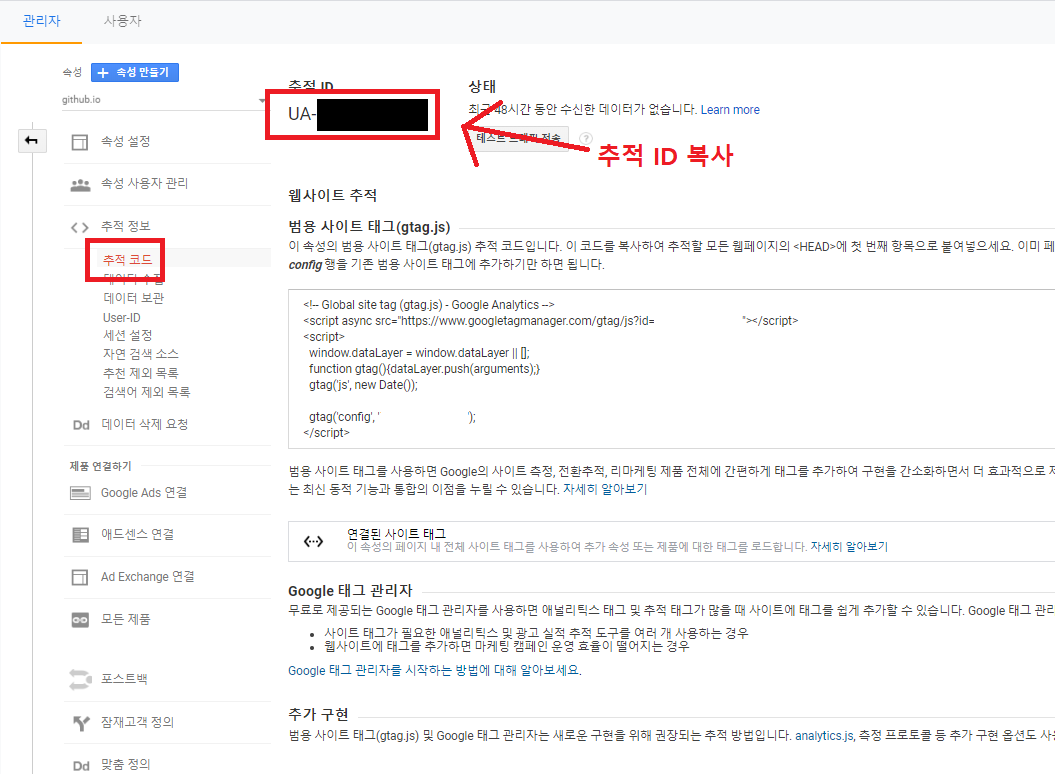 관리자 사용자
속성 + 속성 만들기
github.io
속성 설정
속성 사용자 관리
추적 정보
추적 코드
데이터 수집
데이터 보관
User-ID
세션 설정
자연 검색 소스
추천 제외 목록
검색어 제외 목록
Dd 데이터 삭제 요청
제품 연결하기
Google Ads 연결
애드센스 연결
Ad Exchange 연결
모든 제품
포스트백
잠재고객 정의
Dd 맞춤 정의
추적 ID
UA-
상태
최근 48시간 동안 수신한 데이터가 없습니다. Learn more
테스트 트래픽 전송 ?
추적 ID 복사
웹사이트 추적
범용 사이트 태그(gtag.js)
이 속성의 범용 사이트 태그(gtag.js) 추적 코드입니다. 이 코드를 복사하여 추적할 모든 웹페이지의 <HEAD>에 첫 번째 항목으로 붙여넣으세요. 이미 페
config 행을 기존 범용 사이트 태그에 추가하기만 하면 됩니다.
<!-- Global site tag (gtag.js) - Google Analytics -->
<script async src="https://www.googletagmanager.com/gtag/js?id= "></script>
<script>
window.dataLayer = window.dataLayer || [];
function gtag(){dataLayer.push(arguments);}
gtag('js', new Date());
gtag('config', ' ');
</script>
범용 사이트 태그를 사용하면 Google의 사이트 측정, 전환추적, 리마케팅 제품 전체에 간편하게 태그를 추가하여 구현을 간소화하면서 더 효과적으로 제
는 최신 동적 기능과 통합의 이점을 누릴 수 있습니다. 자세히 알아보기
연결된 사이트 태그
이 속성의 페이지 내 전체 사이트 태그를 사용하여 추가 속성 또는 제품에 대한 태그를 로드합니다. 자세히 알아보기
Google 태그 관리자
무료로 제공되는 Google 태그 관리자를 사용하면 애널리틱스 태그 및 추적 태그가 많을 때 사이트에 태그를 쉽게 추가할 수 있습니다. Google 태그 관리
• 사이트 태그가 필요한 애널리틱스 및 광고 실적 추적 도구를 여러 개 사용하는 경우
• 웹사이트에 태그를 추가하면 마케팅 캠페인 운영 효율이 떨어지는 경우
Google 태그 관리자를 시작하는 방법에 대해 알아보세요.
추가 구현
범용 사이트 태그(gtag.js) 및 Google 태그 관리자는 새로운 구현을 위해 권장되는 추적 방법입니다. analytics.js, 측정 프로토콜 등 추가 구현 옵션도 사용